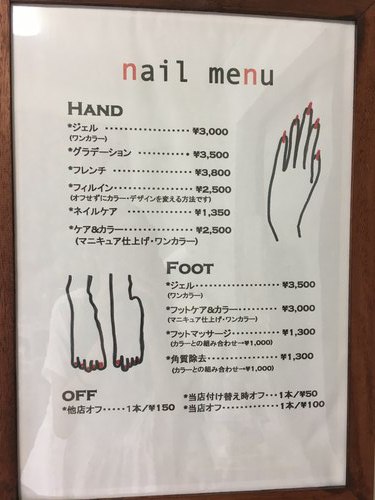 nail menu
HAND
*ジェル ・・・・・・・・・・・・・・・ ¥3,000
(ワンカラー)
*グラデーション ・・・・・・・・・ ¥3,500
*フレンチ ・・・・・・・・・・・・・ ¥3,800
*フィルイン・・・・・・・・・・・・・ ¥2,500
(オフせずにカラー・デザインを変える方法です)
*ネイルケア ・・・・・・・・・・・・ ¥1,350
*ケア&カラー・・・・・・・・・・・ ¥2,500
(マニキュア仕上げ・ワンカラー)
FOOT
*ジェル・・・・・・・・・・・・・・・ ¥3,500
(ワンカラー)
*フットケア&カラー・・・・・・・ ¥3,000
(マニキュア仕上げ・ワンカラー)
*フットマッサージ・・・・・・・・ ¥1,300
(カラーとの組み合わせ→¥1,000)
*角質除去・・・・・・・・・・・・ ¥1,300
(カラーとの組み合わせ→¥1,000)
OFF
*他店オフ・・・・・1本/¥150
*当店付け替え時オフ・・・1本/¥50
*当店オフ・・・・・・・・・・・・1本/¥100